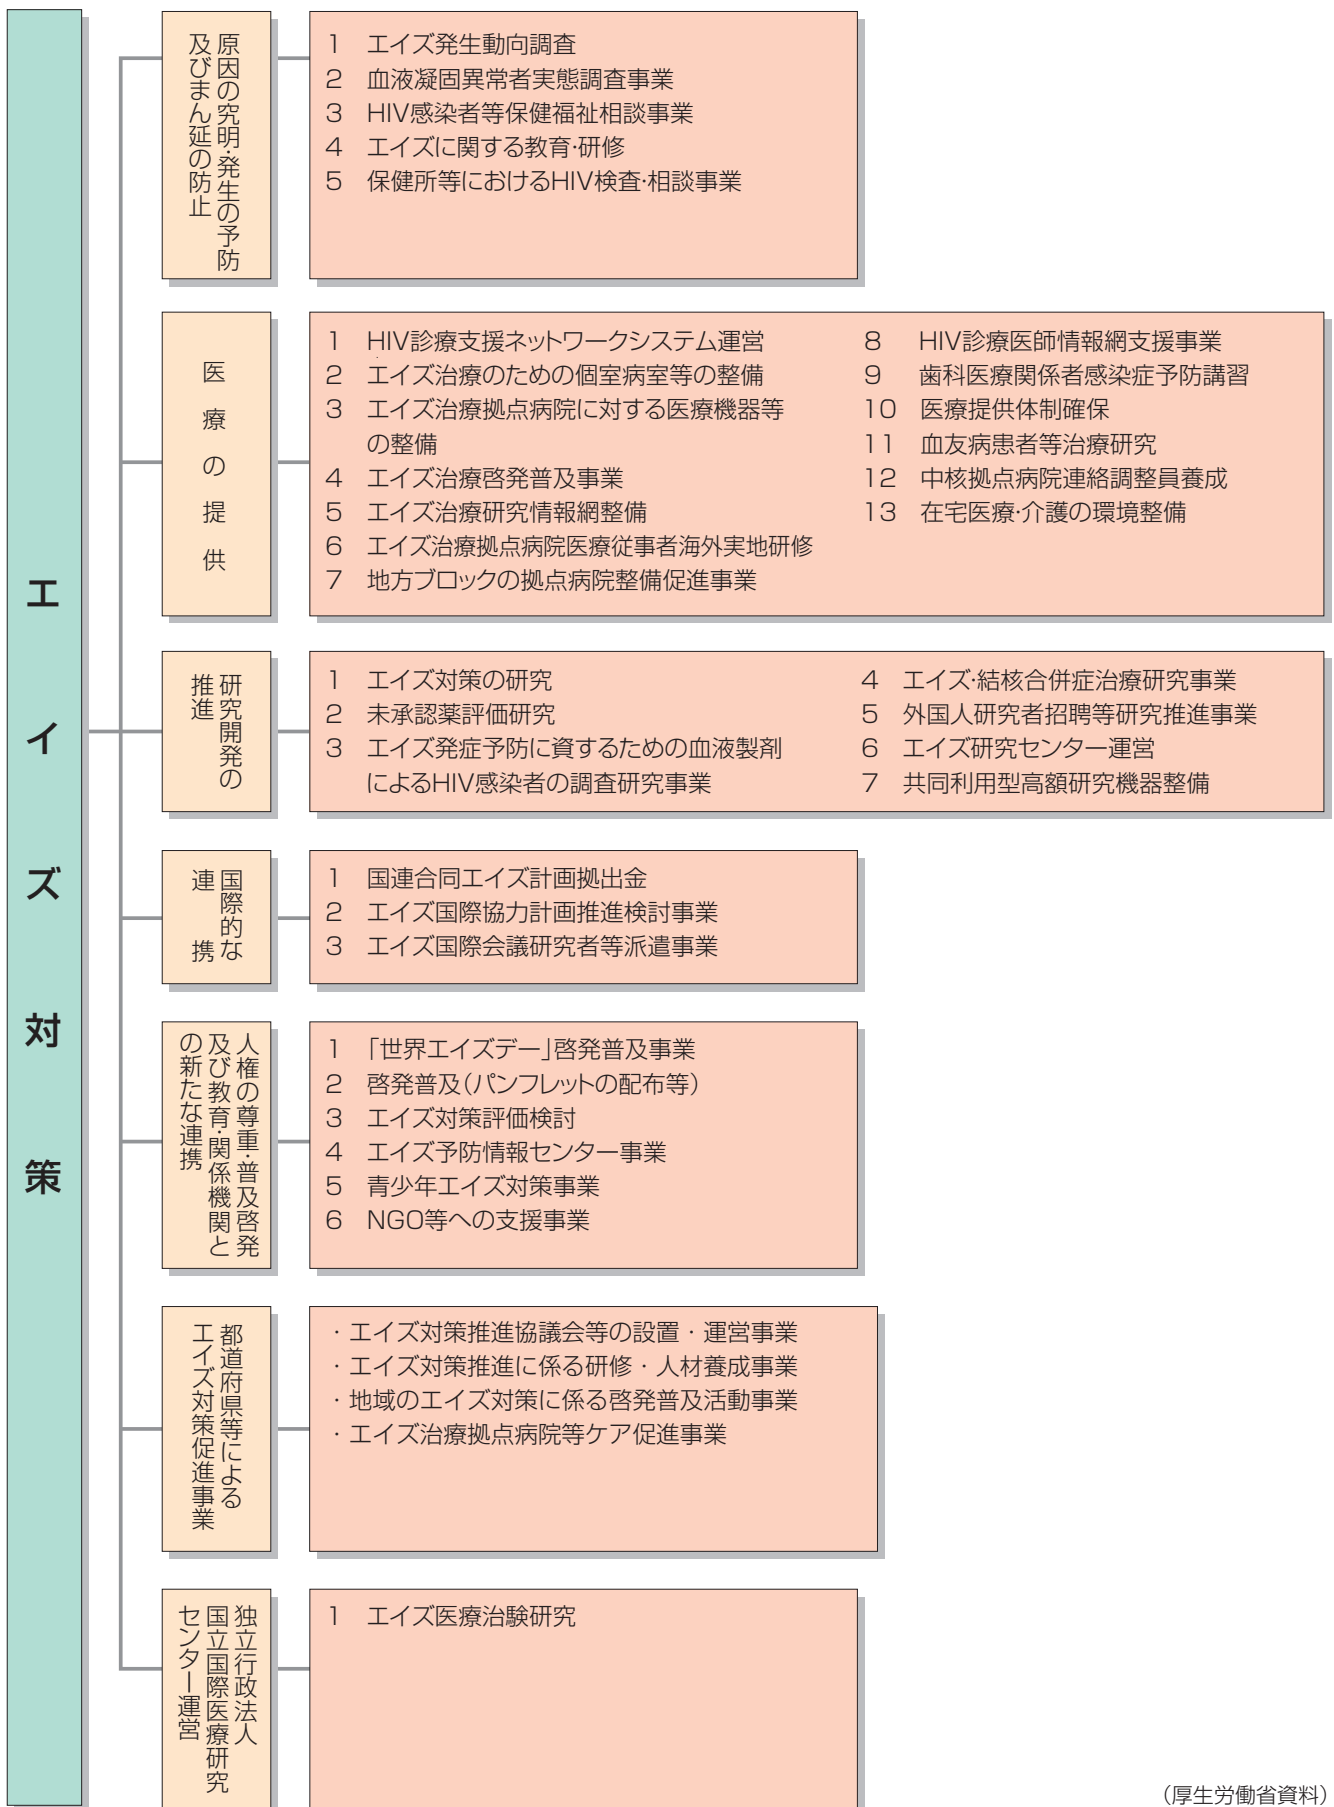 エイズ対策
原因の究明・発生の予防
及びまん延の防止
1 エイズ発生動向調査
2 血液凝固異常者実態調査事業
3 HIV感染者等保健福祉相談事業
4 エイズに関する教育・研修
5 保健所等におけるHIV検査・相談事業
医療の提供
1 HIV診療支援ネットワークシステム運営
2 エイズ治療のための個室病室等の整備
3 エイズ治療拠点病院に対する医療機器等
の整備
4 エイズ治療啓発普及事業
5 エイズ治療研究情報網整備
6 エイズ治療拠点病院医療従事者海外実地研修
7 地方ブロックの拠点病院整備促進事業
8 HIV診療医師情報網支援事業
9 歯科医療関係者感染症予防講習
10 医療提供体制確保
11 血友病患者等治療研究
12 中核拠点病院連絡調整員養成
13 在宅医療・介護の環境整備
研究開発の
推進
1 エイズ対策の研究
2 未承認薬評価研究
3 エイズ発症予防に資するための血液製剤
によるHIV感染者の調査研究事業
4 エイズ・結核合併症治療研究事業
5 外国人研究者招聘等研究推進事業
6 エイズ研究センター運営
7 共同利用型高額研究機器整備
国際的な
連携
1 国連合同エイズ計画拠出金
2 エイズ国際協力計画推進検討事業
3 エイズ国際会議研究者等派遣事業
人権の尊重・普及啓発
及び教育・関係機関と
の新たな連携
1 「世界エイズデー」啓発普及事業
2 啓発普及(パンフレットの配布等)
3 エイズ対策評価検討
4 エイズ予防情報センター事業
5 青少年エイズ対策事業
6 NGO等への支援事業
都道府県等による
エイズ対策促進事業
・エイズ対策推進協議会等の設置・運営事業
・エイズ対策推進に係る研修・人材養成事業
・地域のエイズ対策に係る啓発普及活動事業
・エイズ治療拠点病院等ケア促進事業
独立行政法人
国立国際医療研究
センター運営
1 エイズ医療治験研究
(厚生労働省資料)